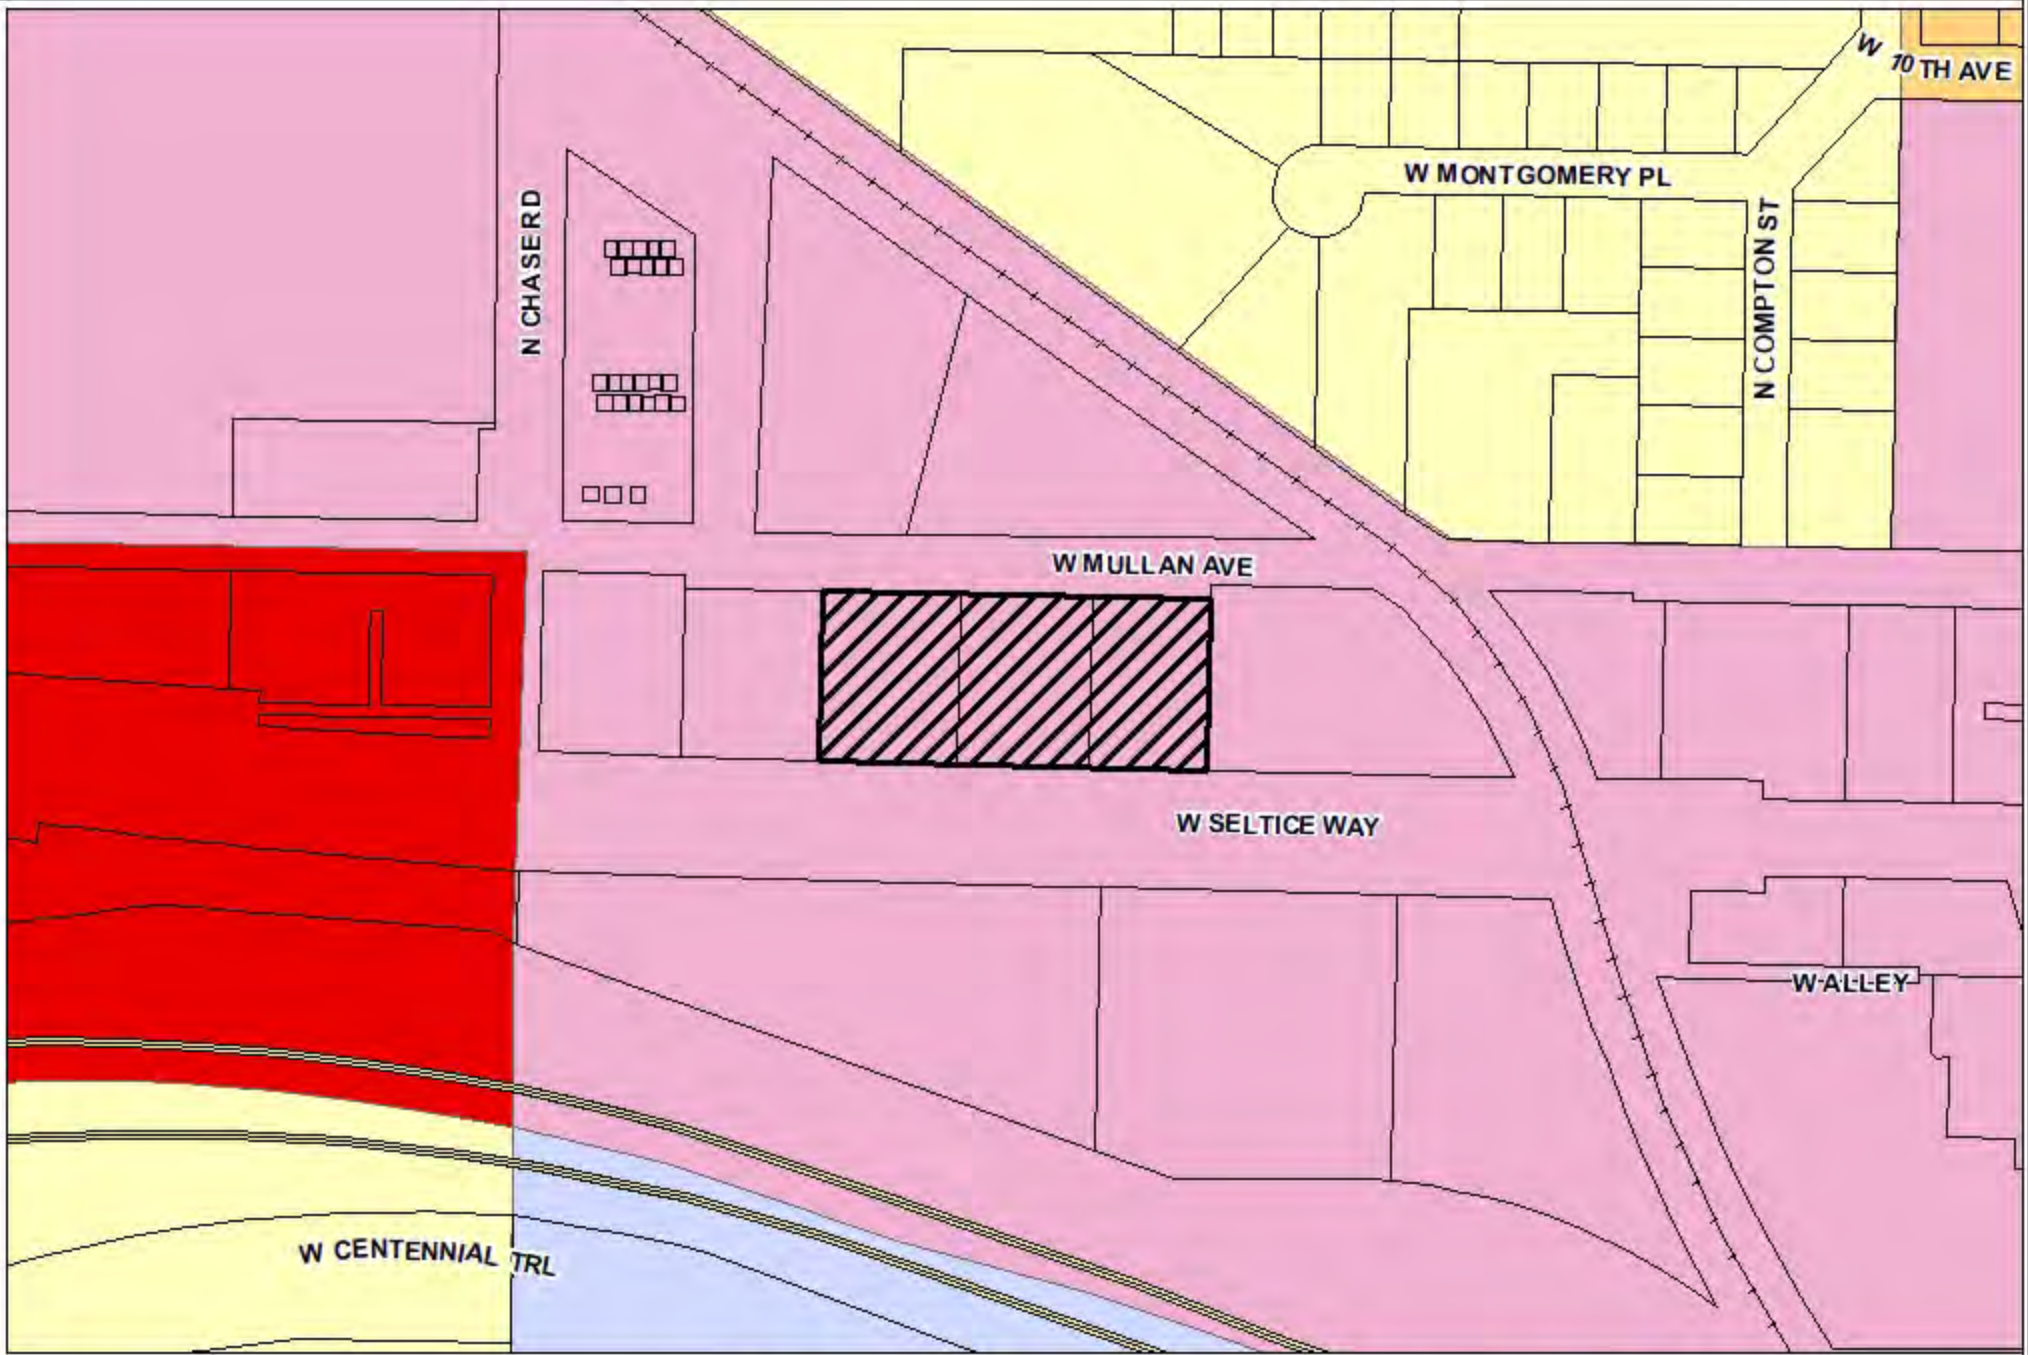 W 10TH AVE
W MONTGOMERY PL
N CHASE RD
N COMPTON ST
W MULLAN AVE
W SELTICE WAY
W ALLEY
W CENTENNIAL TRL